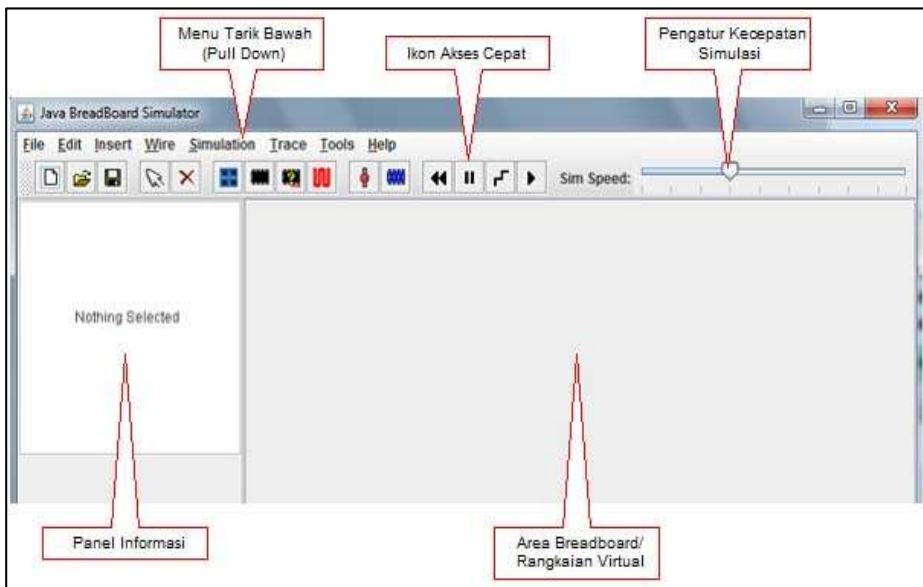 Menu Tarik Bawah
(Pull Down)
Ikon Akses Cepat
Pengatur Kecepatan
Simulasi
Java BreadBoard Simulator
File Edit Insert Wire Simulation Trace Tools Help
Sim Speed:
Nothing Selected
Panel Informasi
Area Breadboard/
Rangkaian Virtual